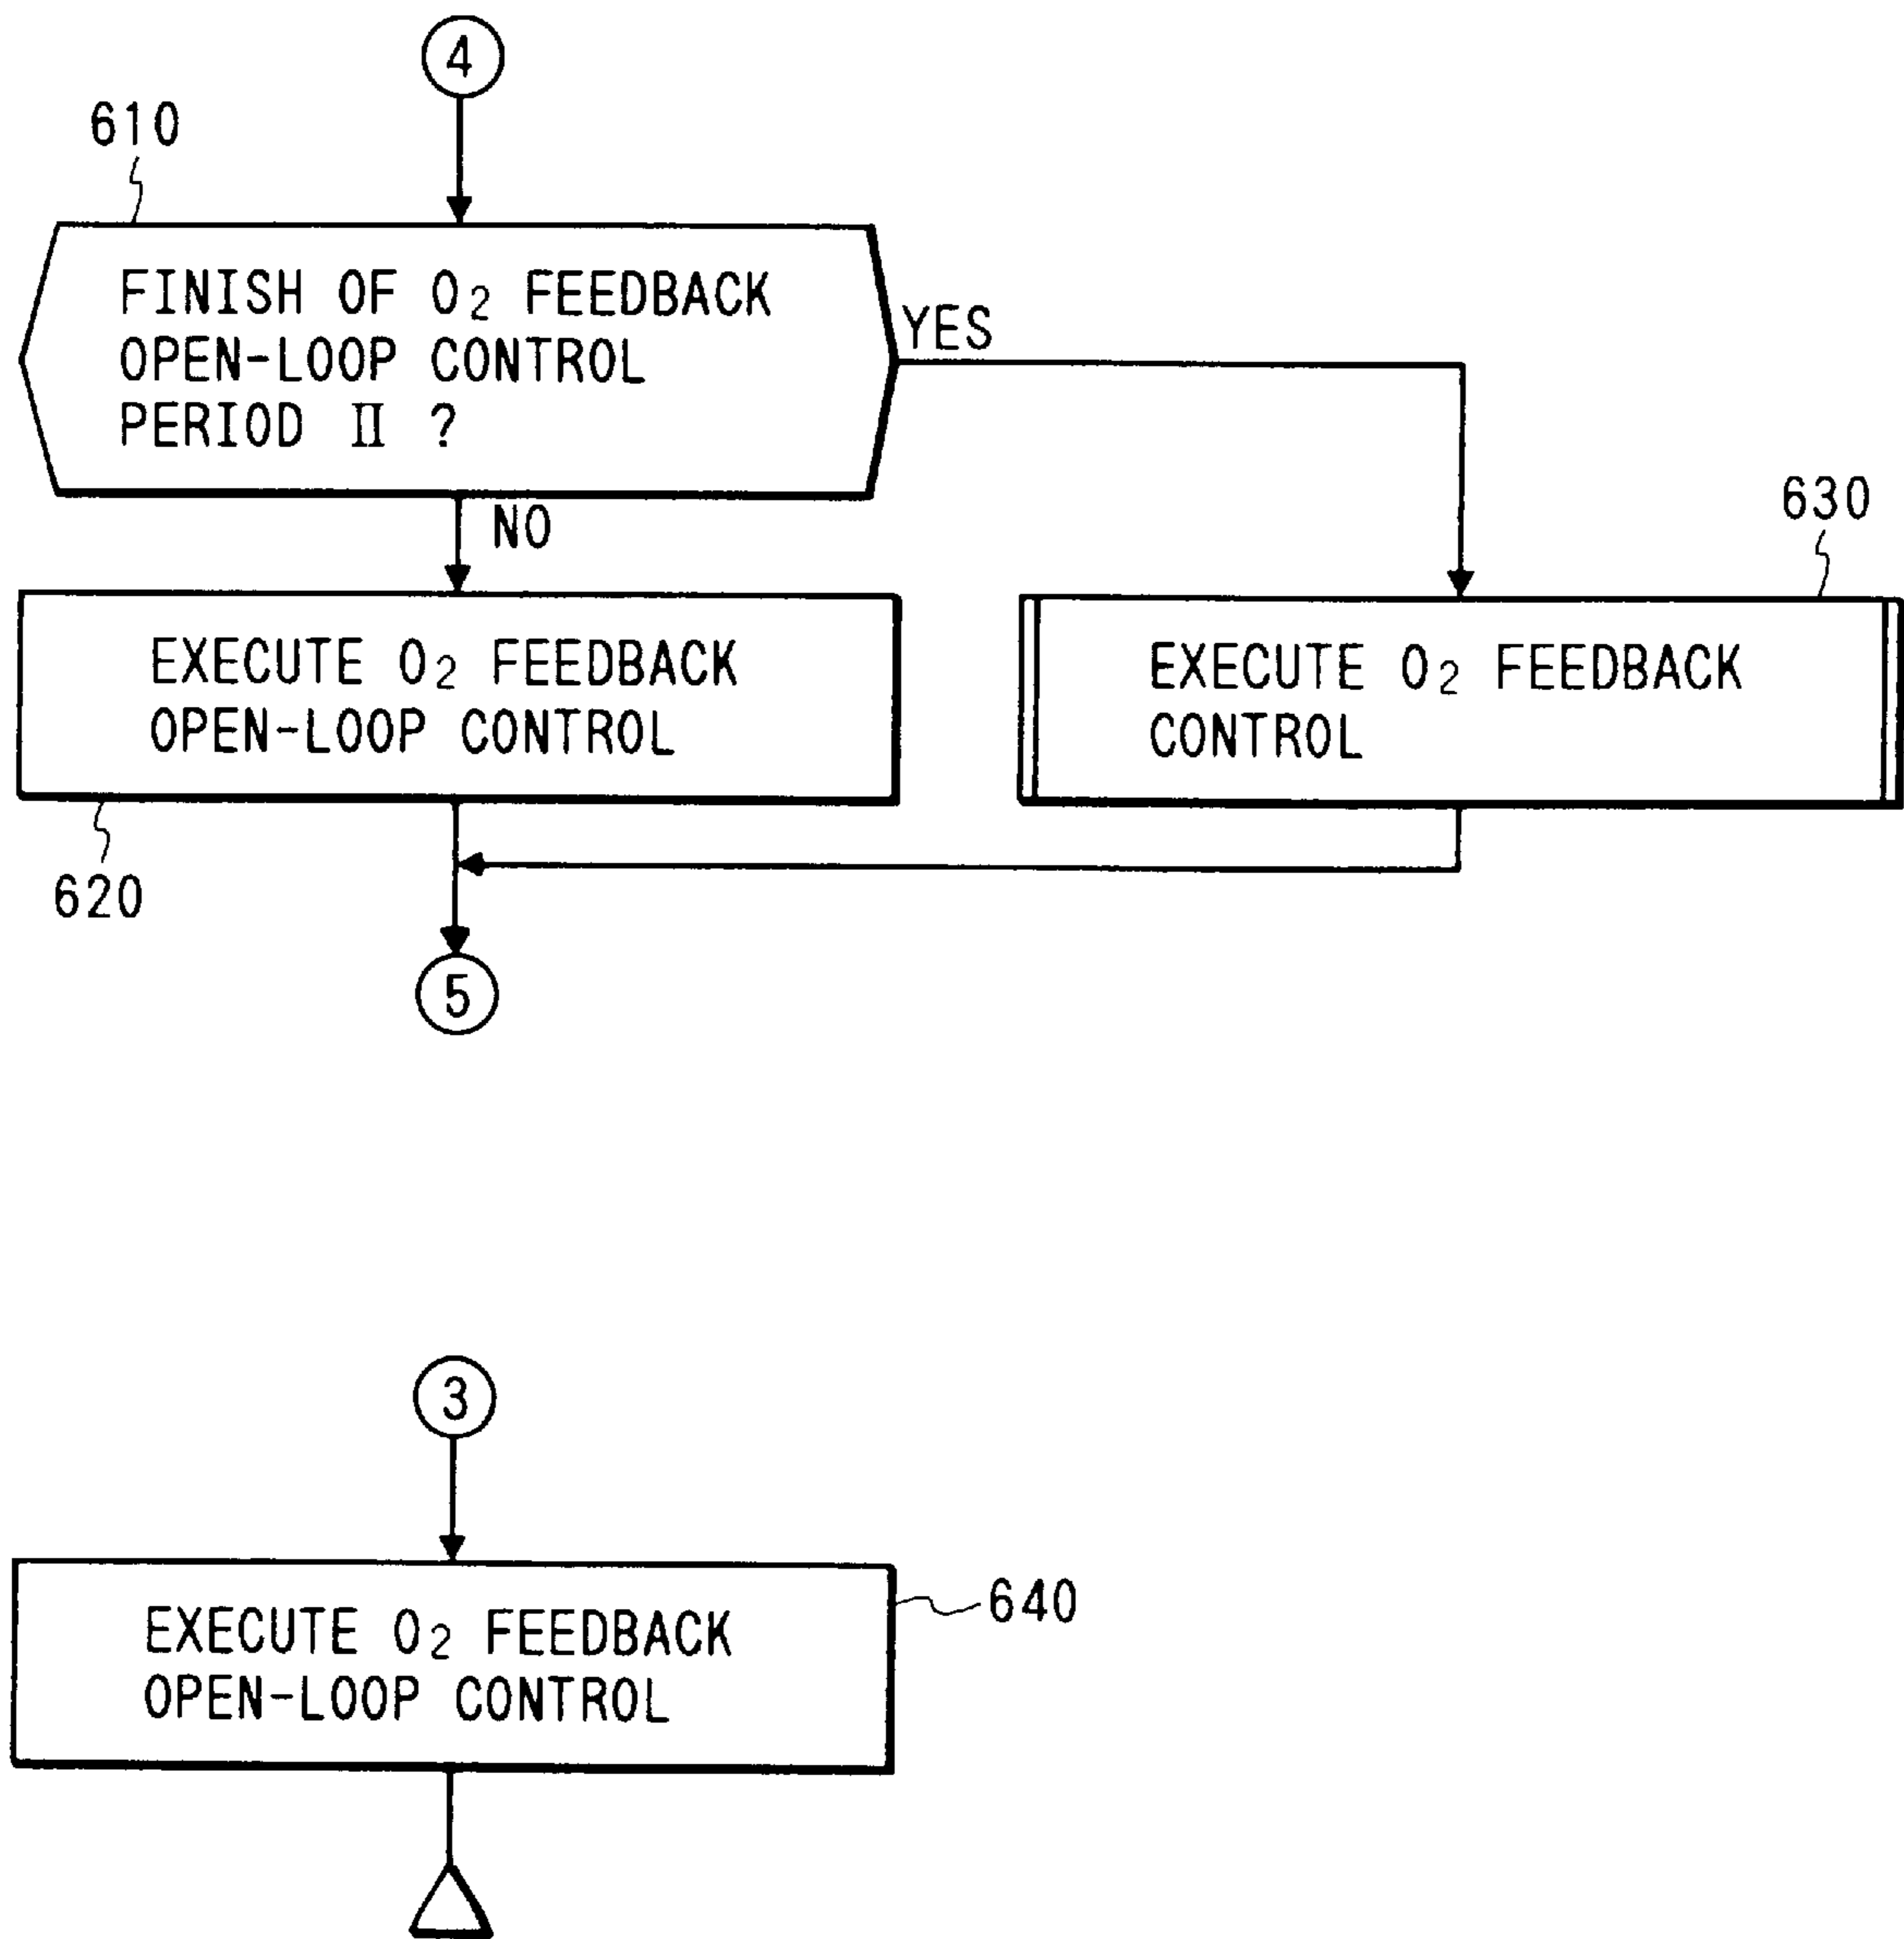 4
610
FINISH OF O2 FEEDBACK
OPEN-LOOP CONTROL
PERIOD II ?
YES
NO
630
EXECUTE O2 FEEDBACK
OPEN-LOOP CONTROL
EXECUTE O2 FEEDBACK
CONTROL
620
5
3
640
EXECUTE O2 FEEDBACK
OPEN-LOOP CONTROL